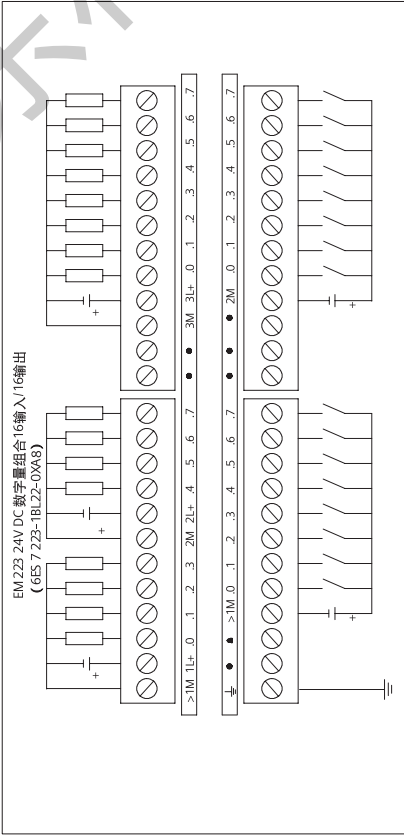 EM223 24V DC 数字量组合16输入/16输出
(6ES 7 223-1BL22-0XA8)
+ + +
>1M 1L+ .0 .1 .2 .3 2M 2L+ .4 .5 .6 .7 ● ● 3M 3L+ .0 .1 .2 .3 .4 .5 .6 .7
⏚ ● ● >1M .0 .1 .2 .3 .4 .5 .6 .7 ● ● ● 2M .0 .1 .2 .3 .4 .5 .6 .7
+ +